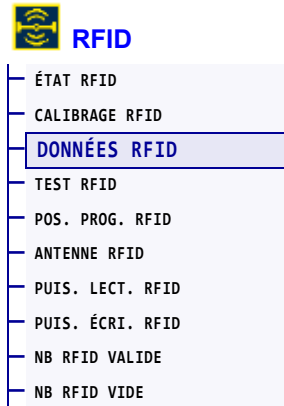 RFID
ÉTAT RFID
CALIBRAGE RFID
DONNÉES RFID
TEST RFID
POS. PROG. RFID
ANTENNE RFID
PUIS. LECT. RFID
PUIS. ÉCRI. RFID
NB RFID VALIDE
NB RFID VIDE